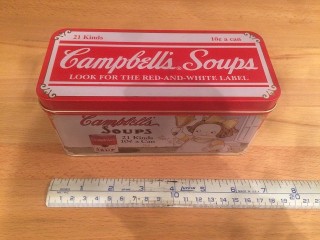 21 Kinds 10¢ a can
Campbell's Soups
LOOK FOR THE RED-AND-WHITE LABEL
Campbell's
SOUPS
21 Kinds
10¢ a Can